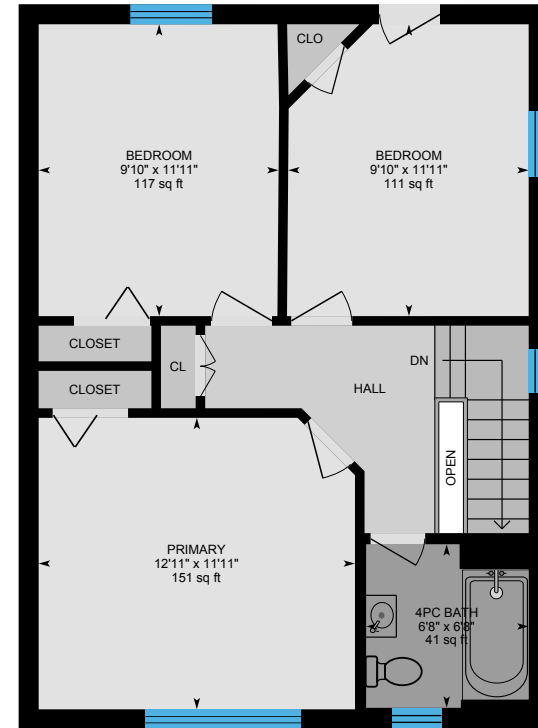 CLO
BEDROOM
9'10" x 11'11"
117 sq ft
BEDROOM
9'10" x 11'11"
111 sq ft
CLOSET
CL
CLOSET
HALL
DN
OPEN
PRIMARY
12'11" x 11'11"
151 sq ft
4PC BATH
6'8" x 6'8"
41 sq ft